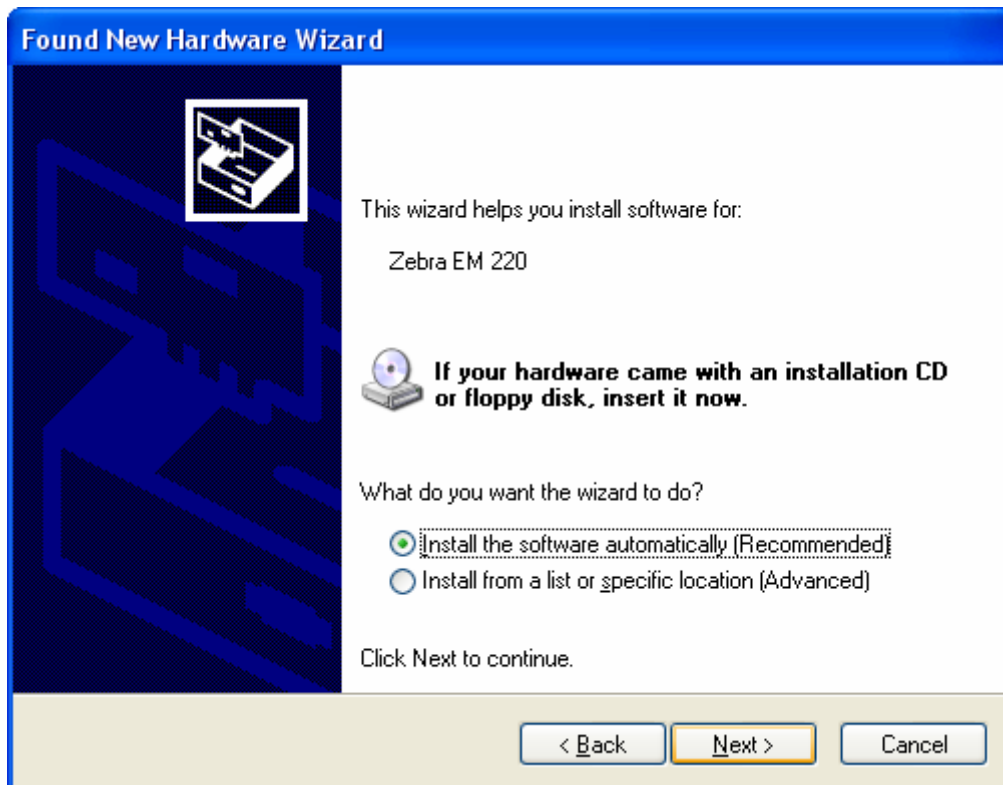 Found New Hardware Wizard
This wizard helps you install software for:
Zebra EM 220
If your hardware came with an installation CD
or floppy disk, insert it now.
What do you want the wizard to do?
Install the software automatically (Recommended)
Install from a list or specific location (Advanced)
Click Next to continue.
< Back Next > Cancel